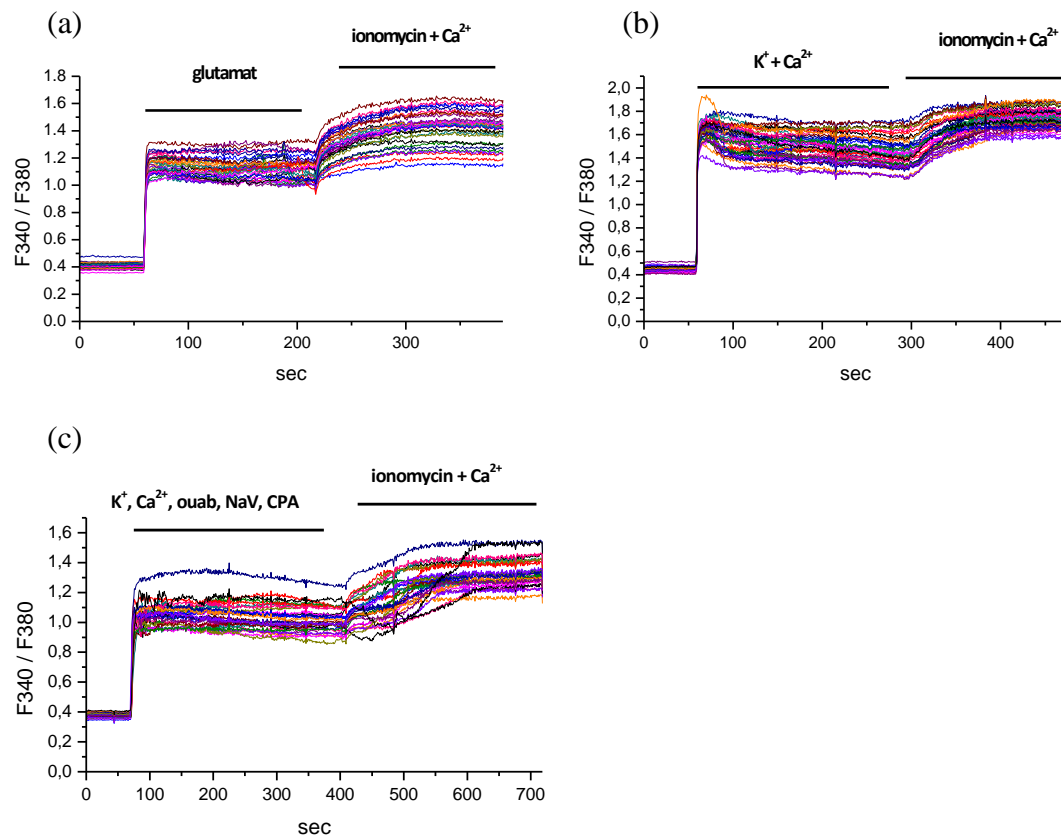 (a)
ionomycin + Ca²⁺
glutamat
1.8
1.6
1.4
1.2
1.0
0.8
0.6
0.4
0.2
0.0
F340 / F380
0 100 200 300
sec
(b)
ionomycin + Ca²⁺
K⁺ + Ca²⁺
2,0
1,8
1,6
1,4
1,2
1,0
0,8
0,6
0,4
0,2
0,0
F340 / F380
0 100 200 300 400
sec
(c)
ionomycin + Ca²⁺
K⁺, Ca²⁺, ouab, NaV, CPA
1,6
1,4
1,2
1,0
0,8
0,6
0,4
0,2
0,0
F340 / F380
0 100 200 300 400 500 600 700
sec